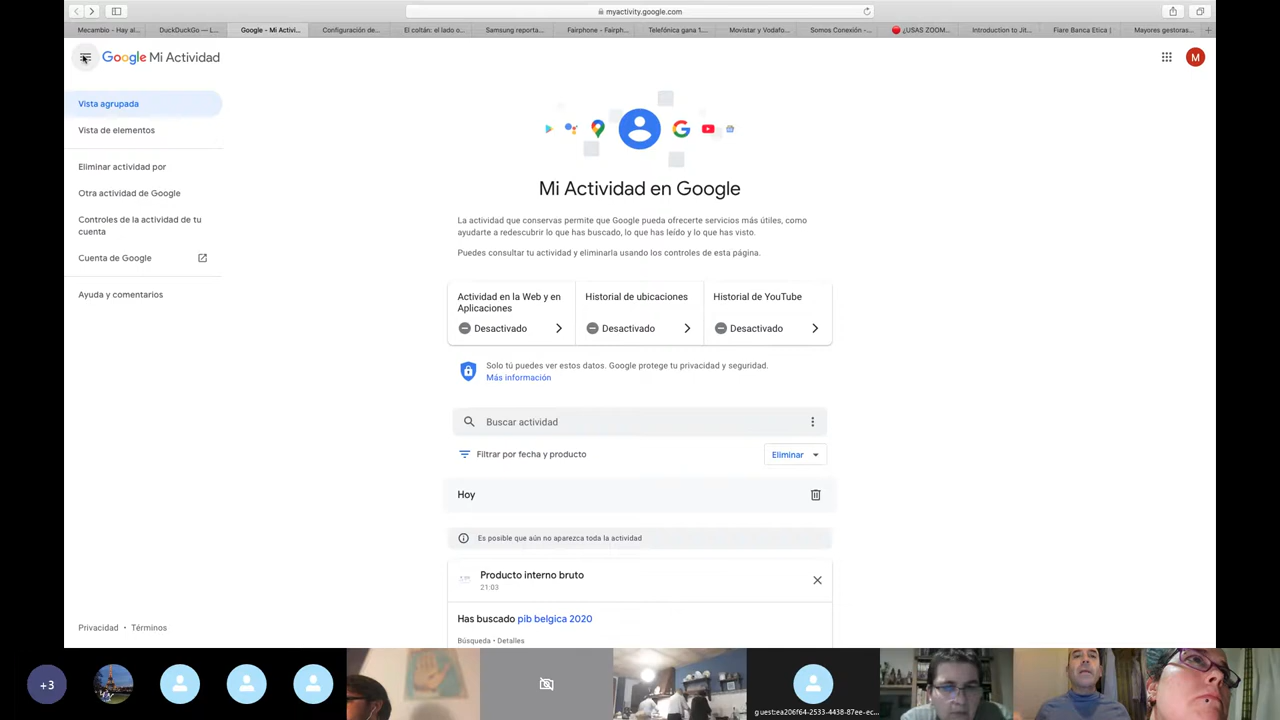 myactivity.google.com
Mecambio - Hay al...
DuckDuckGo — L...
Google - Mi Activi...
Configuración de...
El coltán: el lado o...
Samsung reporta...
Fairphone - Fairph...
Telefónica gana 1....
Movistar y Vodafo...
Somos Conexión -...
¿USAS ZOOM...
Introduction to Jit...
Fiare Banca Etica |
Mayores gestoras...
Google Mi Actividad
M
Vista agrupada
Vista de elementos
Eliminar actividad por
Otra actividad de Google
Controles de la actividad de tu
cuenta
Cuenta de Google
Ayuda y comentarios
Mi Actividad en Google
La actividad que conservas permite que Google pueda ofrecerte servicios más útiles, como
ayudarte a redescubrir lo que has buscado, lo que has leído y lo que has visto.
Puedes consultar tu actividad y eliminarla usando los controles de esta página.
Actividad en la Web y en
Aplicaciones
Desactivado
Historial de ubicaciones
Desactivado
Historial de YouTube
Desactivado
Solo tú puedes ver estos datos. Google protege tu privacidad y seguridad.
Más información
Buscar actividad
Filtrar por fecha y producto
Eliminar
Hoy
Es posible que aún no aparezca toda la actividad
Producto interno bruto
21:03
Has buscado pib belgica 2020
Búsqueda • Detalles
Privacidad • Términos
+3
guest:ea206f64-2533-4438-87ee-ec...